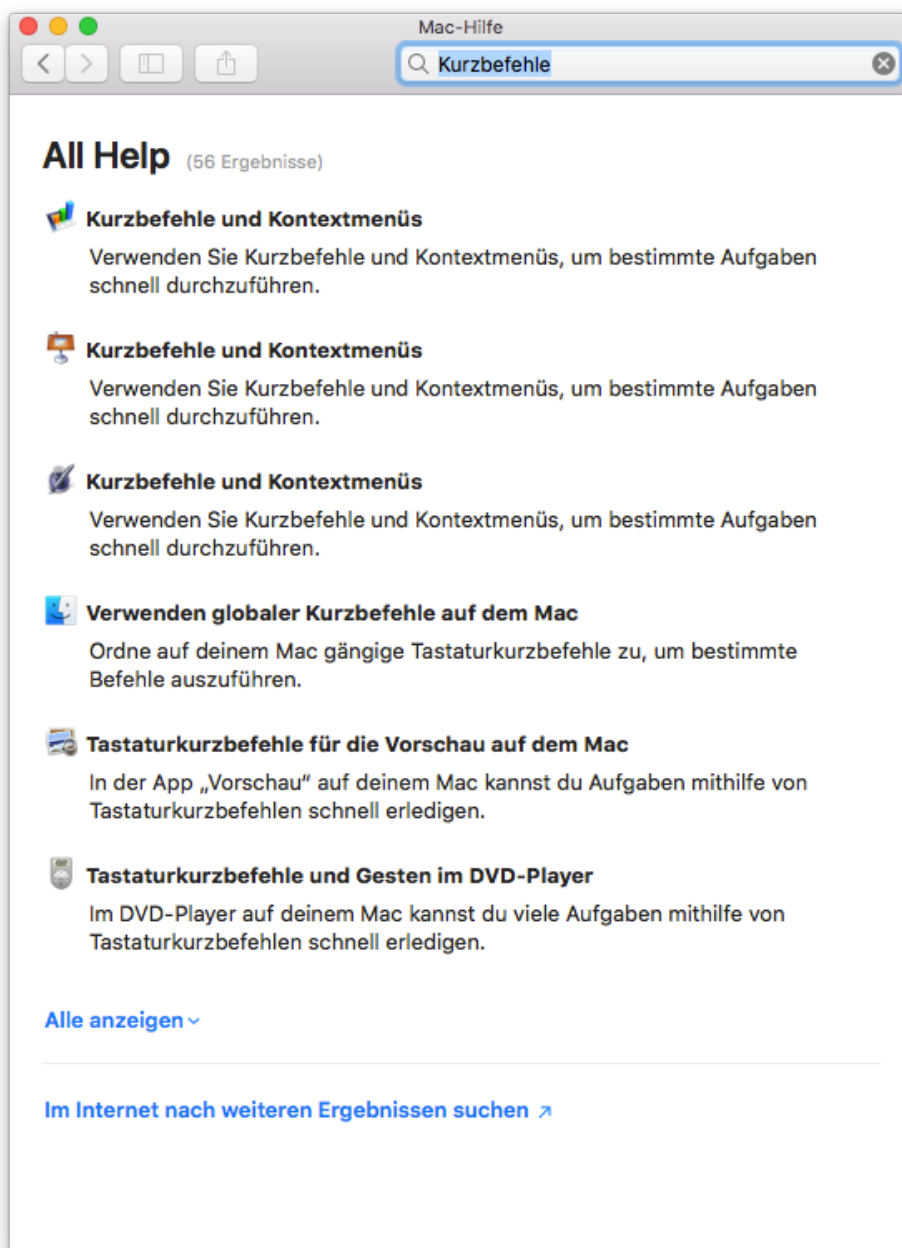 Mac-Hilfe
Kurzbefehle
All Help (56 Ergebnisse)
Kurzbefehle und Kontextmenüs
Verwenden Sie Kurzbefehle und Kontextmenüs, um bestimmte Aufgaben
schnell durchzuführen.
Kurzbefehle und Kontextmenüs
Verwenden Sie Kurzbefehle und Kontextmenüs, um bestimmte Aufgaben
schnell durchzuführen.
Kurzbefehle und Kontextmenüs
Verwenden Sie Kurzbefehle und Kontextmenüs, um bestimmte Aufgaben
schnell durchzuführen.
Verwenden globaler Kurzbefehle auf dem Mac
Ordne auf deinem Mac gängige Tastaturkurzbefehle zu, um bestimmte
Befehle auszuführen.
Tastaturkurzbefehle für die Vorschau auf dem Mac
In der App „Vorschau“ auf deinem Mac kannst du Aufgaben mithilfe von
Tastaturkurzbefehlen schnell erledigen.
Tastaturkurzbefehle und Gesten im DVD-Player
Im DVD-Player auf deinem Mac kannst du viele Aufgaben mithilfe von
Tastaturkurzbefehlen schnell erledigen.
Alle anzeigen
Im Internet nach weiteren Ergebnissen suchen ↗